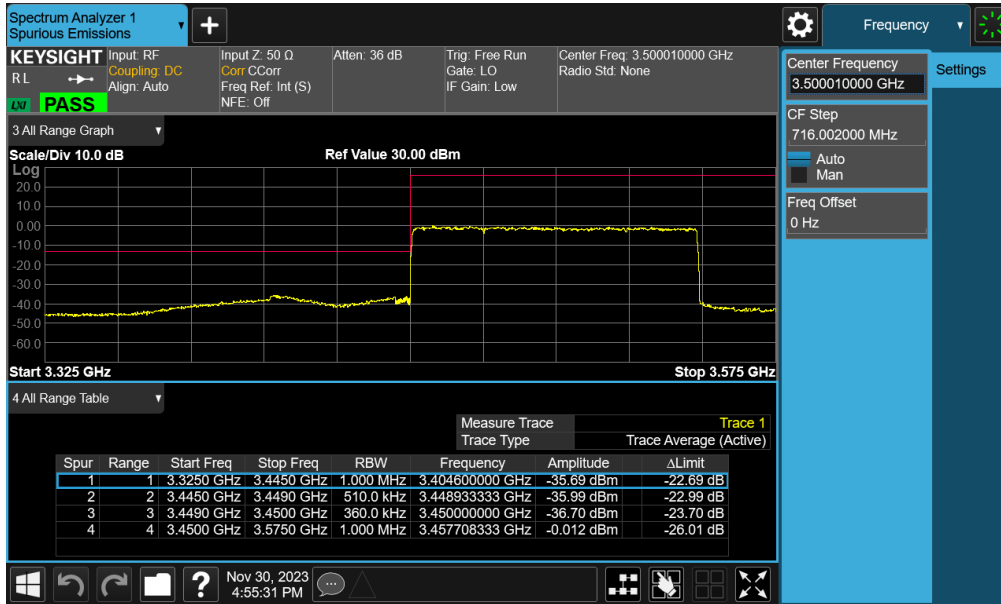 Spectrum Analyzer 1
Spurious Emissions
Frequency
KEYSIGHT
RL
LXI PASS
Input: RF
Coupling: DC
Align: Auto
Input Z: 50 Ω
Corr CCorr
Freq Ref: Int (S)
NFE: Off
Atten: 36 dB
Trig: Free Run
Gate: LO
IF Gain: Low
Center Freq: 3.500010000 GHz
Radio Std: None
Center Frequency
3.500010000 GHz
Settings
CF Step
716.002000 MHz
Auto
Man
Freq Offset
0 Hz
3 All Range Graph
Scale/Div 10.0 dB Ref Value 30.00 dBm
Log
20.0
10.0
0.00
-10.0
-20.0
-30.0
-40.0
-50.0
-60.0
Start 3.325 GHz Stop 3.575 GHz
4 All Range Table
Measure Trace Trace 1
Trace Type Trace Average (Active)
Spur Range Start Freq Stop Freq RBW Frequency Amplitude ΔLimit
1 1 3.3250 GHz 3.4450 GHz 1.000 MHz 3.404600000 GHz -35.69 dBm -22.69 dB
2 2 3.4450 GHz 3.4490 GHz 510.0 kHz 3.448933333 GHz -35.99 dBm -22.99 dB
3 3 3.4490 GHz 3.4500 GHz 360.0 kHz 3.450000000 GHz -36.70 dBm -23.70 dB
4 4 3.4500 GHz 3.5750 GHz 1.000 MHz 3.457708333 GHz -0.012 dBm -26.01 dB
Nov 30, 2023
4:55:31 PM